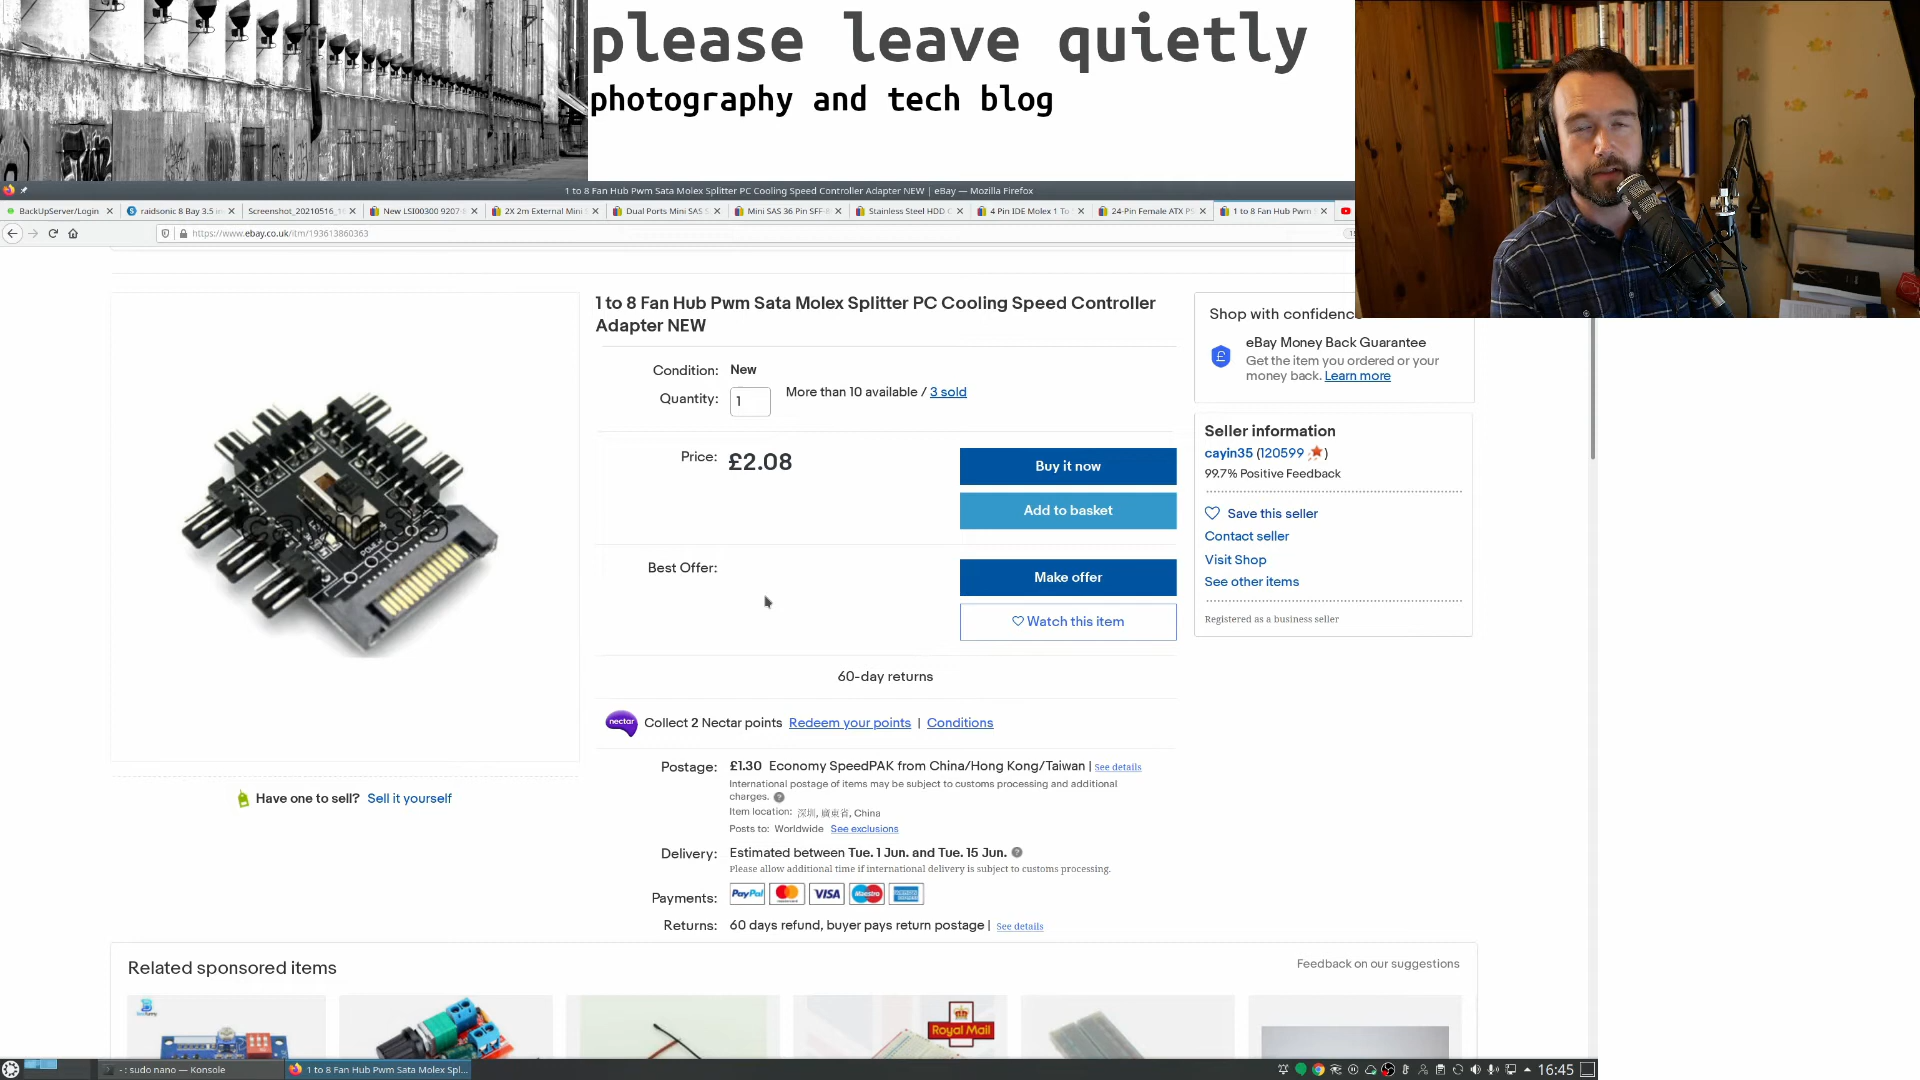 please leave quietly
photography and tech blog
1 to 8 Fan Hub Pwm Sata Molex Splitter PC Cooling Speed Controller Adapter NEW | eBay — Mozilla Firefox
BackUpServer/Login
raidsonic 8 Bay 3.5 in
Screenshot_20210516_1
New LSI00300 9207-8
2X 2m External Mini S
Dual Ports Mini SAS S
Mini SAS 36 Pin SFF-8
Stainless Steel HDD C
4 Pin IDE Molex 1 To
24-Pin Female ATX PS
1 to 8 Fan Hub Pwm
https://www.ebay.co.uk/itm/193613860363
1 to 8 Fan Hub Pwm Sata Molex Splitter PC Cooling Speed Controller
Adapter NEW
Condition: New
Quantity: 1 More than 10 available / 3 sold
Price: £2.08
Buy it now
Add to basket
Best Offer:
Make offer
Watch this item
60-day returns
nectar Collect 2 Nectar points Redeem your points | Conditions
Postage: £1.30 Economy SpeedPAK from China/Hong Kong/Taiwan | See details
International postage of items may be subject to customs processing and additional
charges.
Item location: 深圳, 廣東省, China
Posts to: Worldwide See exclusions
Delivery: Estimated between Tue. 1 Jun. and Tue. 15 Jun.
Please allow additional time if international delivery is subject to customs processing.
Payments: PayPal VISA Maestro
Returns: 60 days refund, buyer pays return postage | See details
cayin35
Have one to sell? Sell it yourself
Shop with confidenc
eBay Money Back Guarantee
Get the item you ordered or your
money back. Learn more
Seller information
cayin35 (120599 )
99.7% Positive Feedback
Save this seller
Contact seller
Visit Shop
See other items
Registered as a business seller
Related sponsored items
Feedback on our suggestions
Royal Mail
- : sudo nano — Konsole
1 to 8 Fan Hub Pwm Sata Molex Spl...
16:45